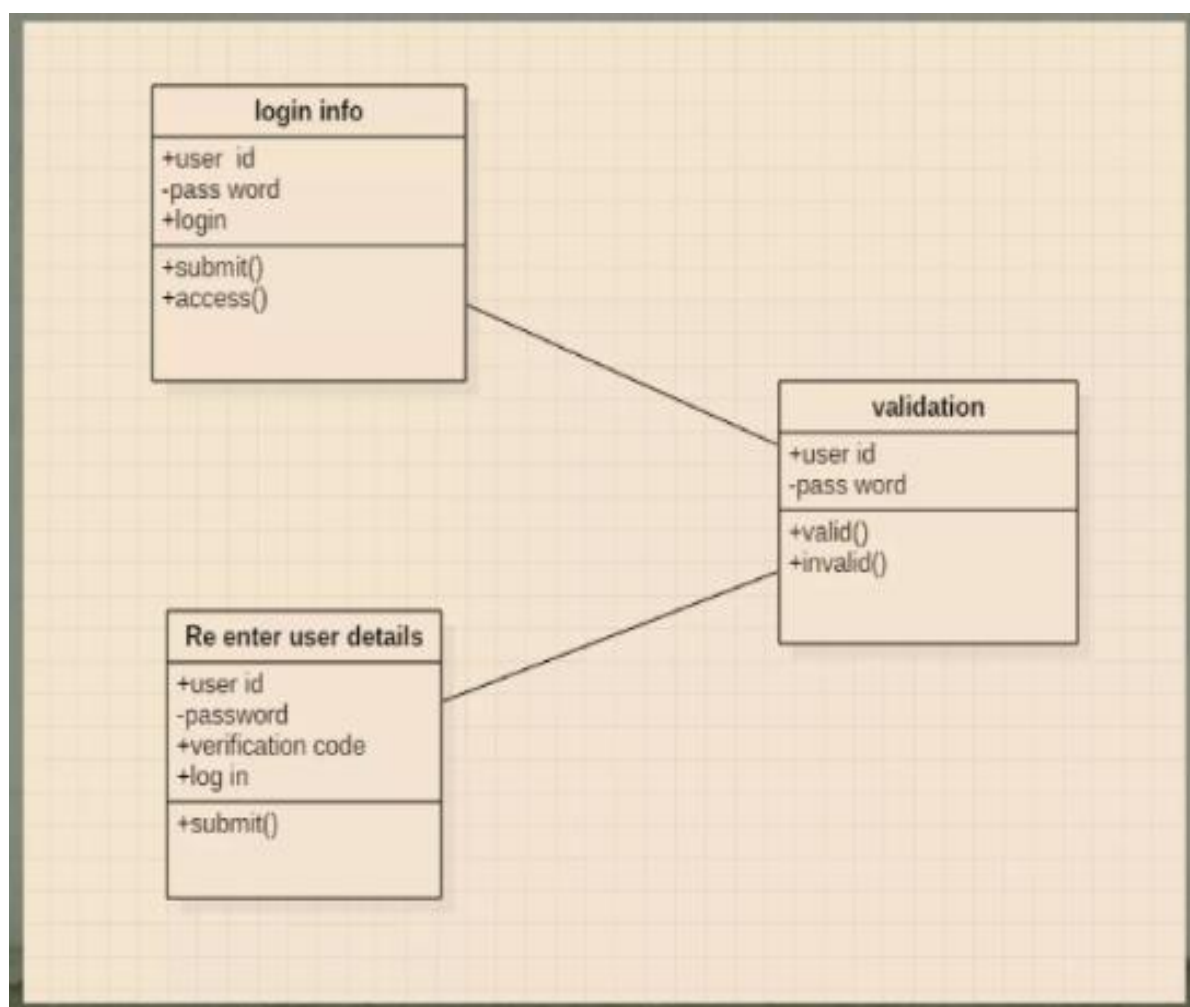 login info
+user  id
-pass word
+login
+submit()
+access()
validation
+user id
-pass word
+valid()
+invalid()
Re enter user details
+user id
-password
+verification code
+log in
+submit()